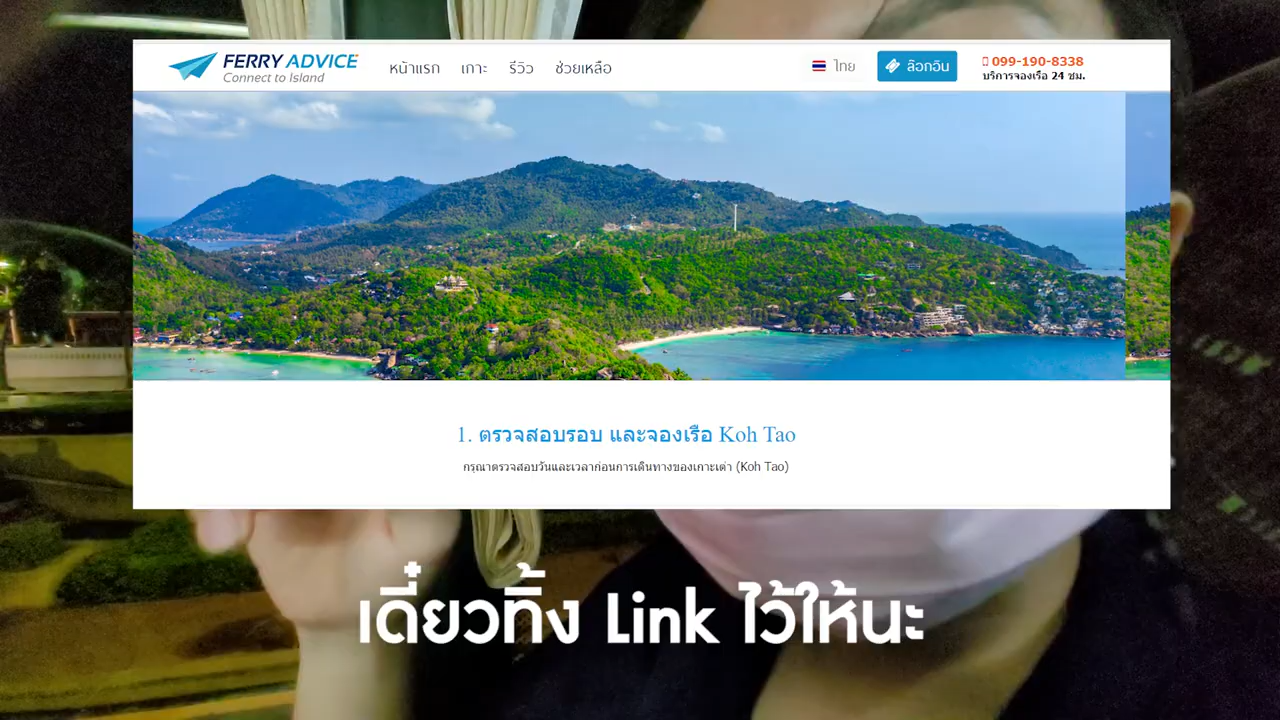 FERRY ADVICE
Connect to Island
หน้าแรก เกาะ รีวิว ช่วยเหลือ
ไทย
ล๊อกอิน
099-190-8338
บริการจองเรือ 24 ชม.
1. ตรวจสอบรอบ และจองเรือ Koh Tao
กรุณาตรวจสอบวันและเวลาก่อนการเดินทางของเกาะเต่า (Koh Tao)
เดี๋ยวทิ้ง Link ไว้ให้นะ